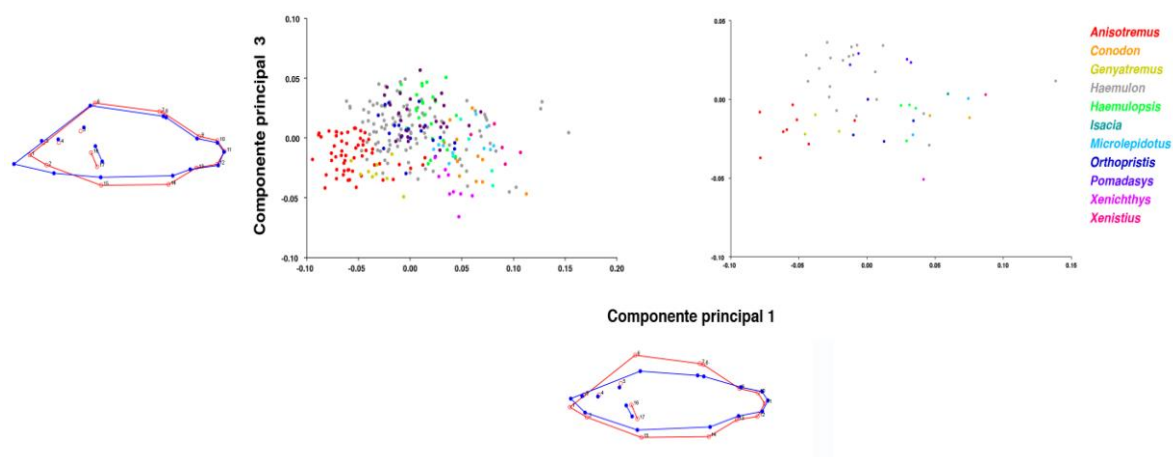 Componente principal 3
0.10
0.05
0.00
-0.05
-0.10
-0.10 -0.05 0.00 0.05 0.10 0.15 0.20
0.05
0.00
-0.05
-0.10
-0.10 -0.05 0.00 0.05 0.10 0.15
Anisotremus
Conodon
Genyatremus
Haemulon
Haemulopsis
Isacia
Microlepidotus
Orthopristis
Pomadasys
Xenichthys
Xenistius
Componente principal 1